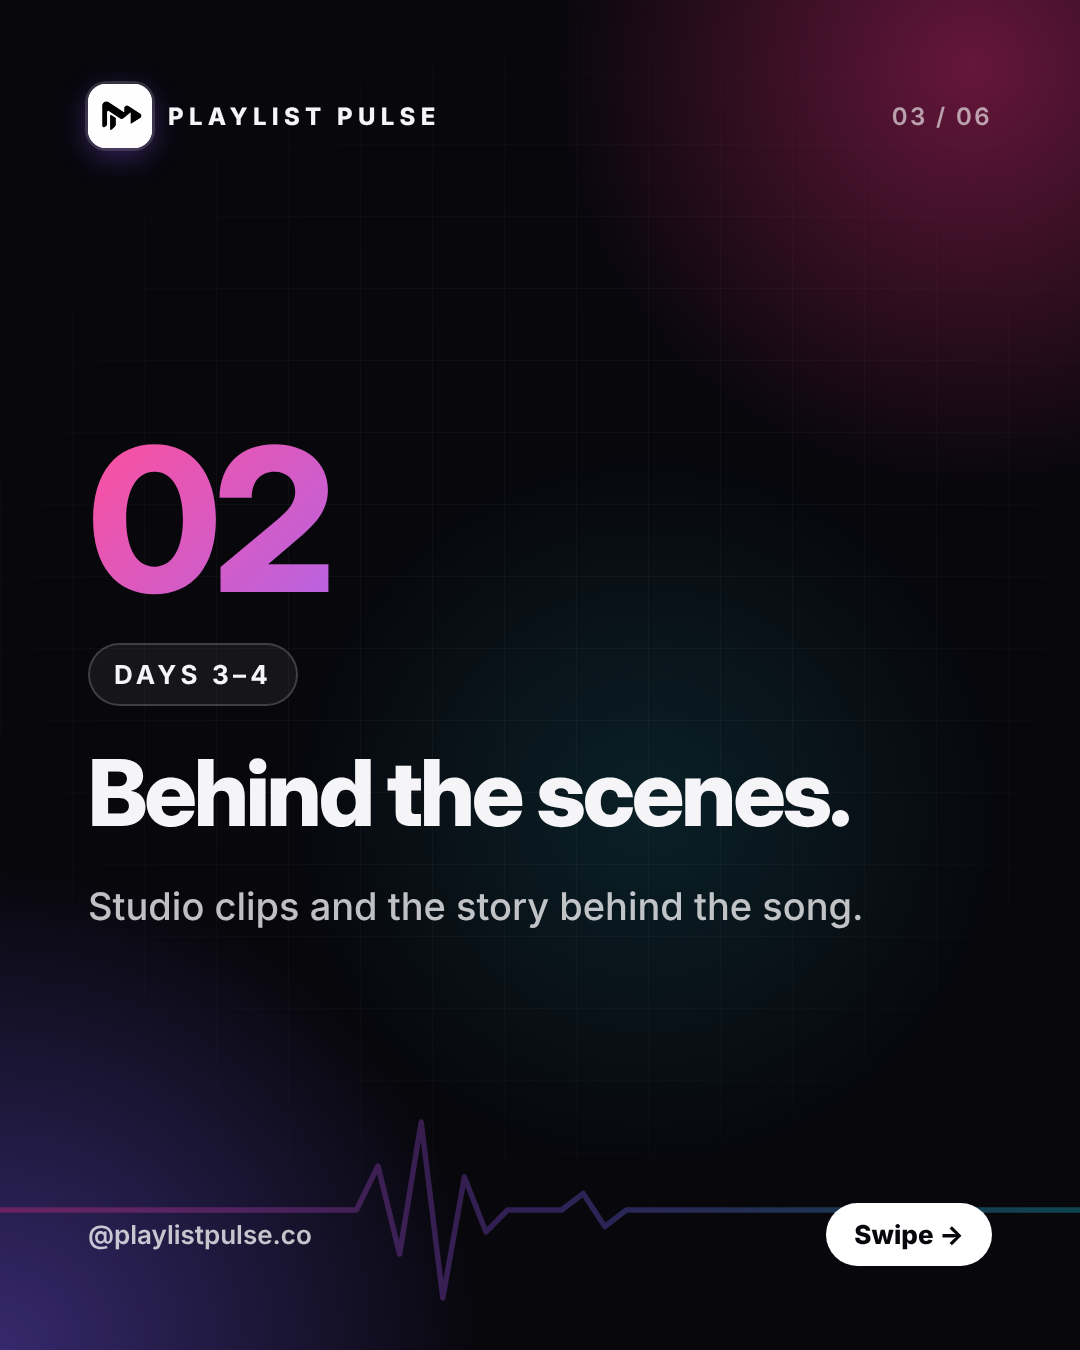 PLAYLIST PULSE
03 / 06
02
DAYS 3–4
Behind the scenes.
Studio clips and the story behind the song.
@playlistpulse.co
Swipe →